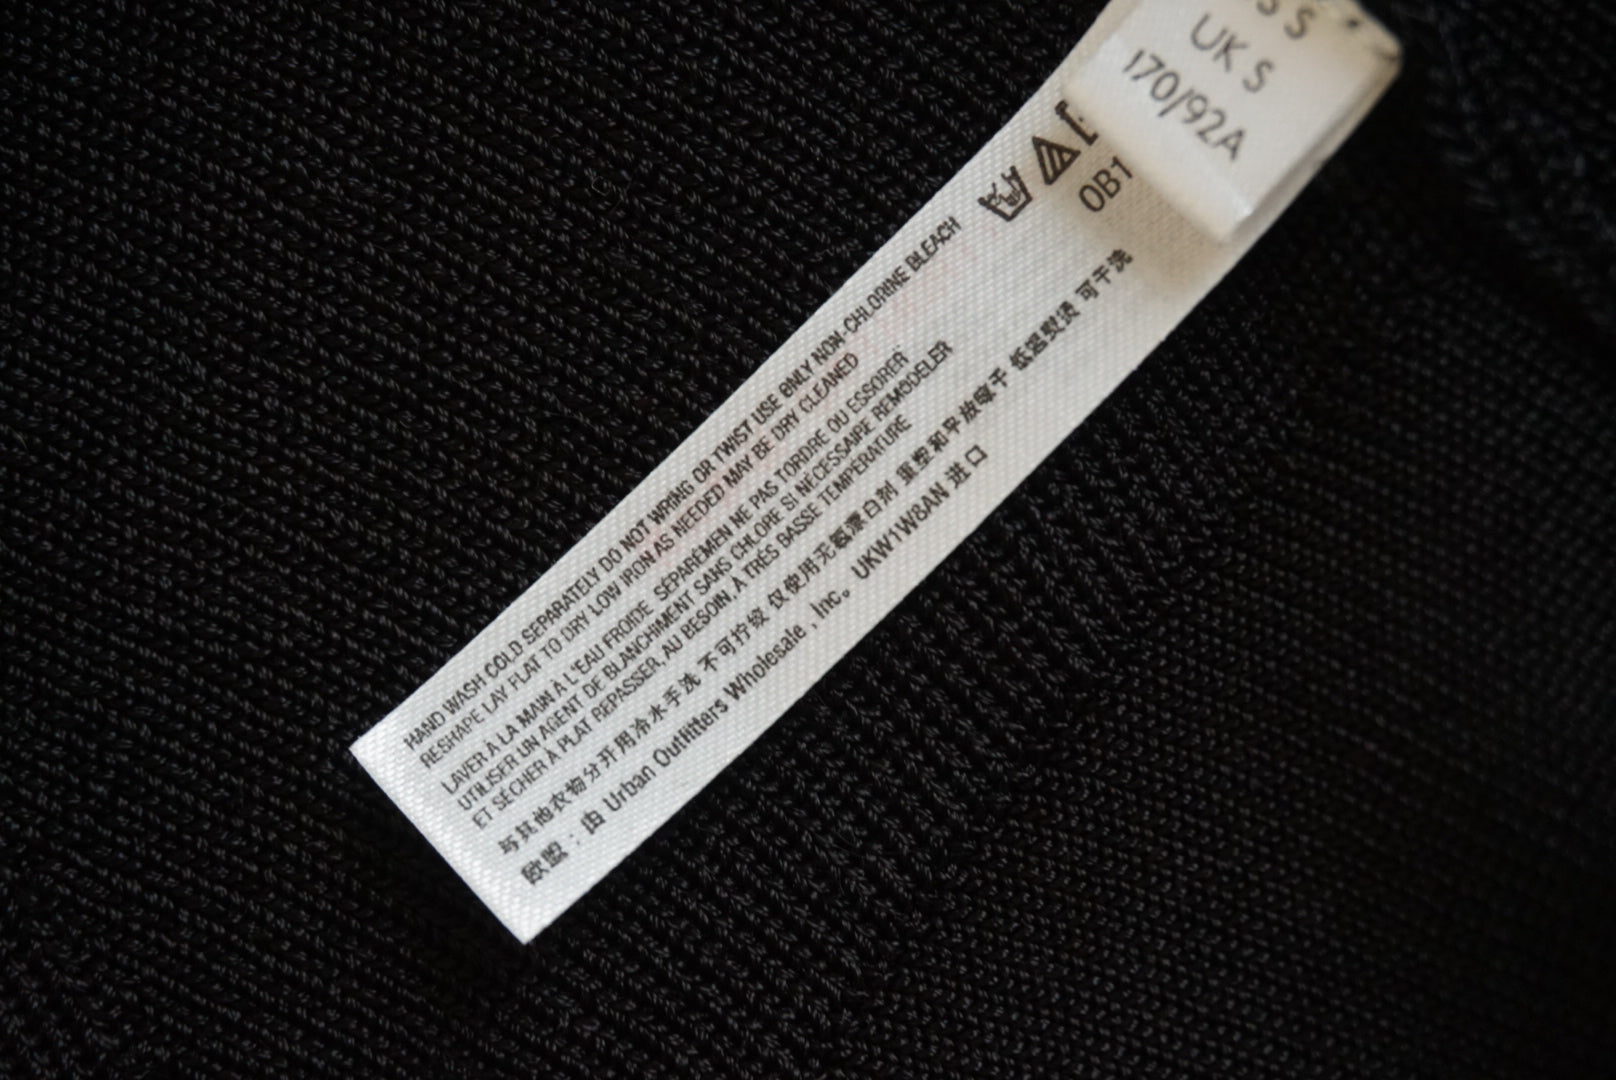 S S
UK S
170/92A
0B1
HAND WASH COLD SEPARATELY DO NOT WRING OR TWIST USE ONLY NON-CHLORINE BLEACH
RESHAPE LAY FLAT TO DRY LOW IRON AS NEEDED MAY BE DRY CLEANED
LAVER A LA MAIN A L'EAU FROIDE SÉPARÉMEN NE PAS TORDRE OU ESSORER
UTILISER UN AGENT DE BLANCHIMENT SANS CHLORE SI NÉCESSAIRE REMODELER
ET SÉCHER À PLAT REPASSER, AU BESOIN, A TRÉS BASSE TEMPÉRATURE
与其他衣物分开用冷水手洗 不可拧绞 仅使用无氯漂白剂 重塑和平放晾干 低温熨烫 可干洗
欧盟：由 Urban Outfitters Wholesale , Inc。 UKW1W8AN 进口